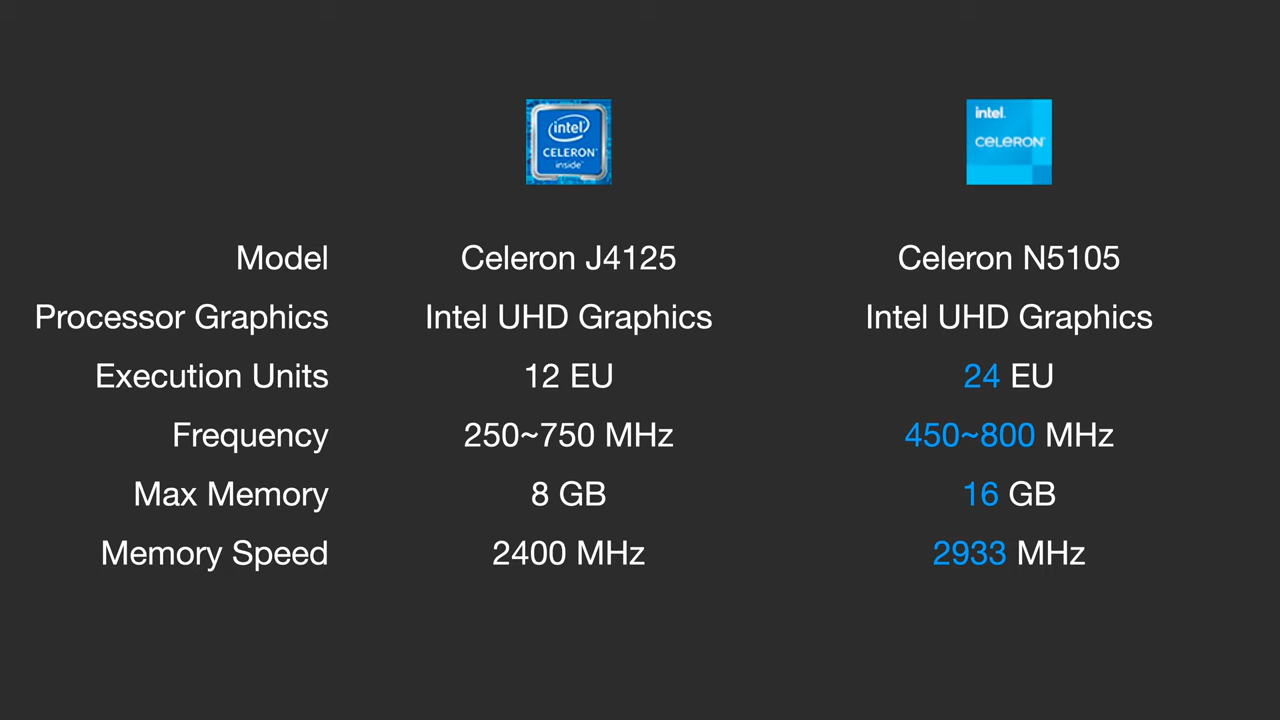 intel
CELERON
inside
intel.
CELERON
Model Celeron J4125 Celeron N5105
Processor Graphics Intel UHD Graphics Intel UHD Graphics
Execution Units 12 EU 24 EU
Frequency 250~750 MHz 450~800 MHz
Max Memory 8 GB 16 GB
Memory Speed 2400 MHz 2933 MHz